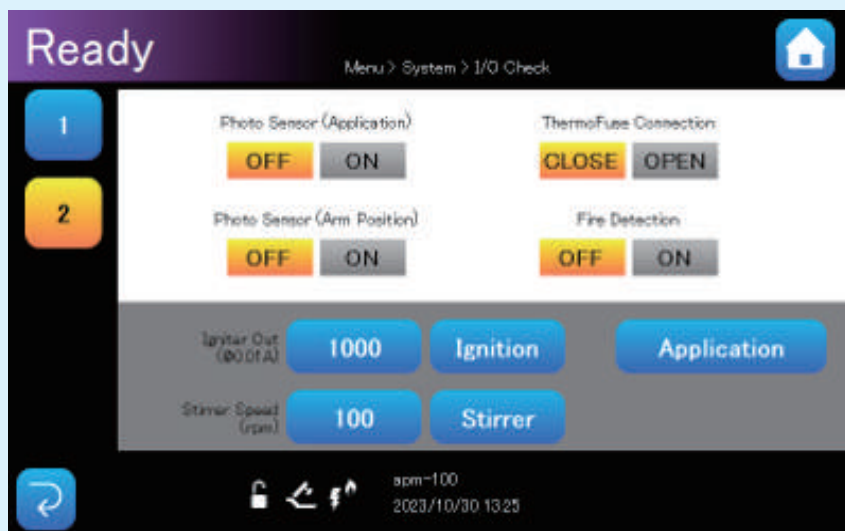 Ready
Menu > System > I/O Check
1
2
Photo Sensor (Application)
OFF ON
ThermoFuse Connection
CLOSE OPEN
Photo Sensor (Arm Position)
OFF ON
Fire Detection
OFF ON
Igniter Out
1000
Ignition
Application
Stirrer Speed
(rpm)
100
Stirrer
apm-100
2023/10/30 13:25